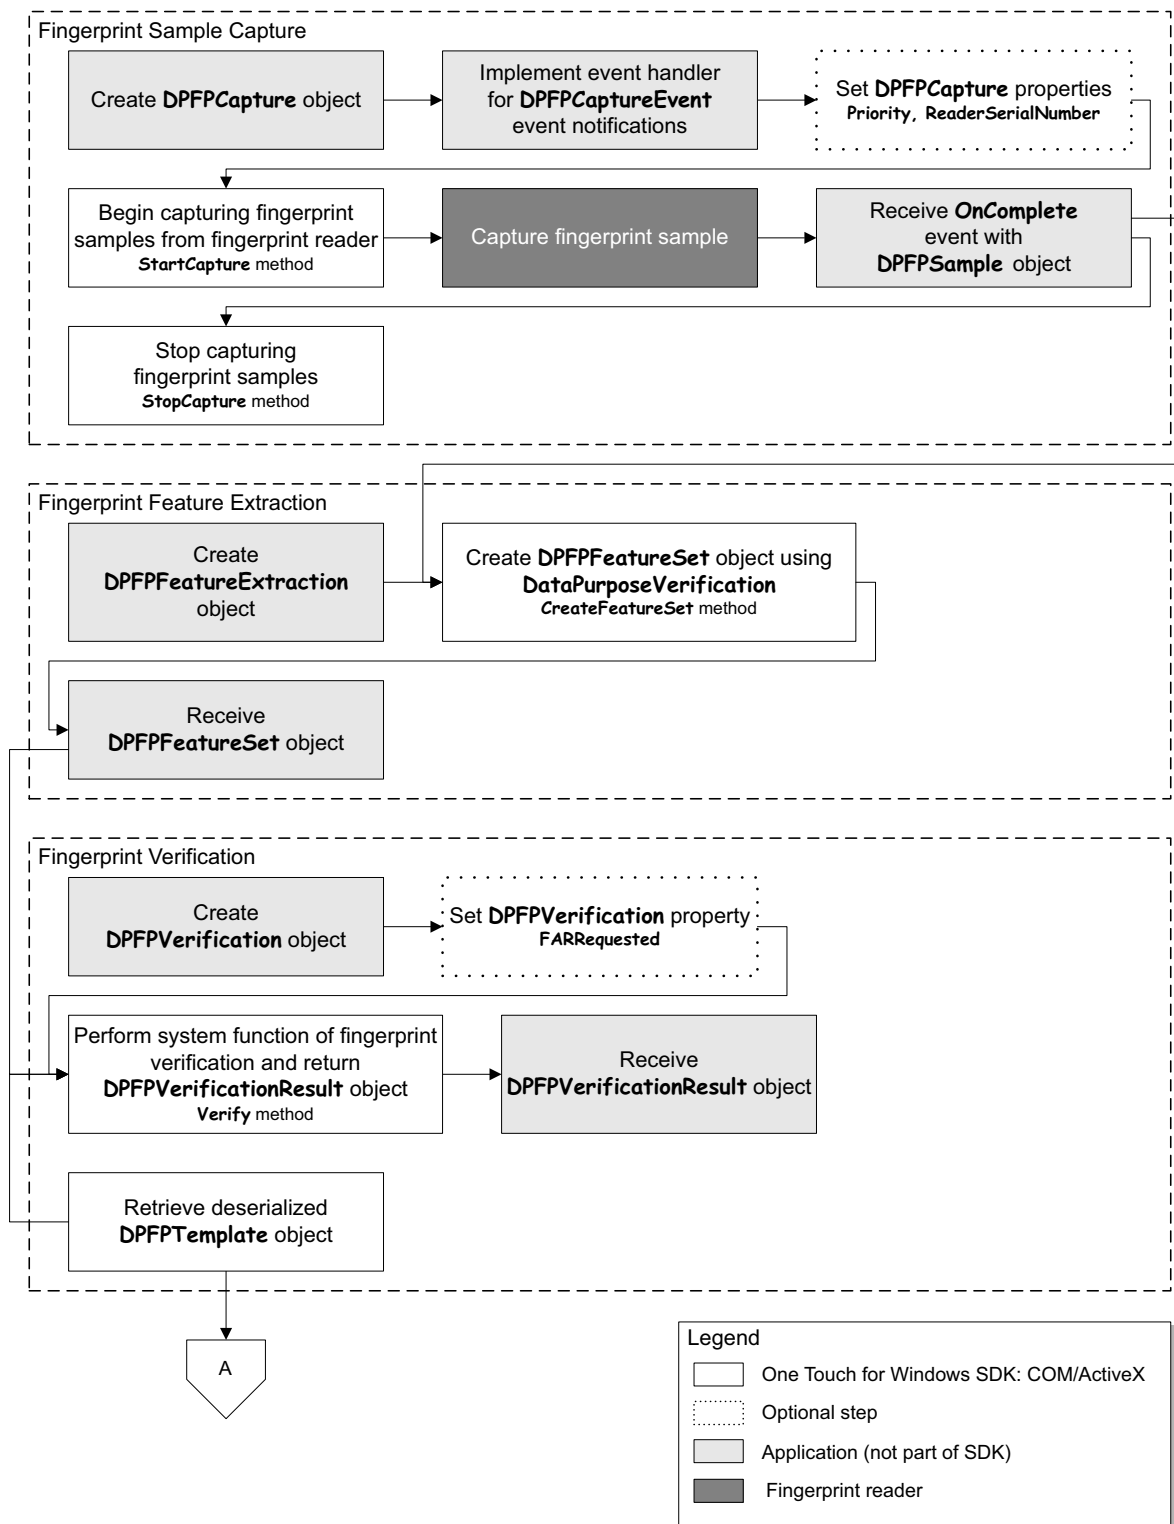 Fingerprint Sample Capture
Create DPFPCapture object
Implement event handler
for DPFPCaptureEvent
event notifications
Set DPFPCapture properties
Priority, ReaderSerialNumber
Begin capturing fingerprint
samples from fingerprint reader
StartCapture method
Capture fingerprint sample
Receive OnComplete
event with
DPFPSample object
Stop capturing
fingerprint samples
StopCapture method
Fingerprint Feature Extraction
Create
DPFPFeatureExtraction
object
Create DPFPFeatureSet object using
DataPurposeVerification
CreateFeatureSet method
Receive
DPFPFeatureSet object
Fingerprint Verification
Create
DPFPVerification object
Set DPFPVerification property
FARRequested
Perform system function of fingerprint
verification and return
DPFPVerificationResult object
Verify method
Receive
DPFPVerificationResult object
Retrieve deserialized
DPFPTemplate object
A
Legend
One Touch for Windows SDK: COM/ActiveX
Optional step
Application (not part of SDK)
Fingerprint reader